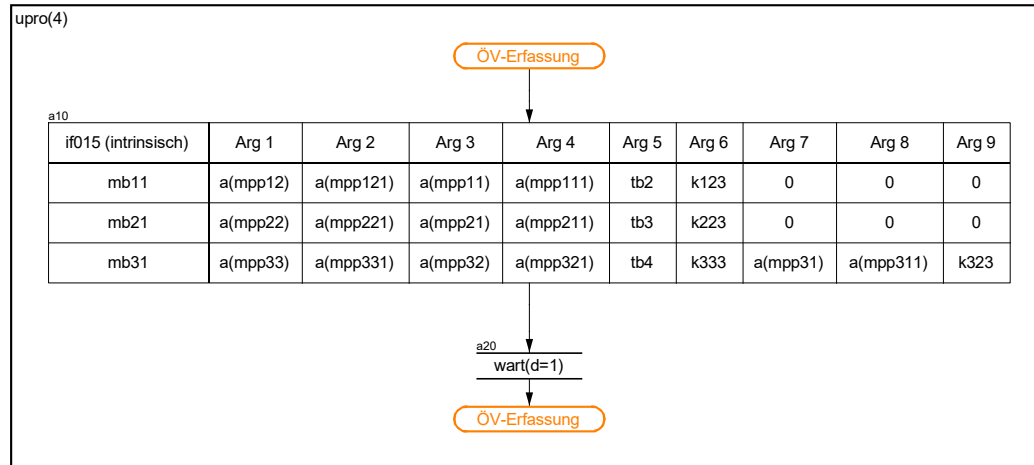 upro(4)
ÖV-Erfassung
a10
if015 (intrinsisch) Arg 1 Arg 2 Arg 3 Arg 4 Arg 5 Arg 6 Arg 7 Arg 8 Arg 9
mb11 a(mpp12) a(mpp121) a(mpp11) a(mpp111) tb2 k123 0 0 0
mb21 a(mpp22) a(mpp221) a(mpp21) a(mpp211) tb3 k223 0 0 0
mb31 a(mpp33) a(mpp331) a(mpp32) a(mpp321) tb4 k333 a(mpp31) a(mpp311) k323
a20
wart(d=1)
ÖV-Erfassung